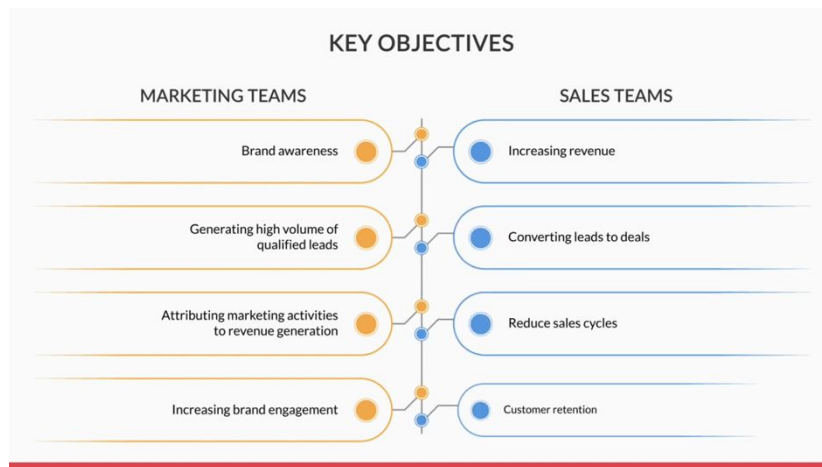 KEY OBJECTIVES
MARKETING TEAMS
Brand awareness
Generating high volume of
qualified leads
Attributing marketing activities
to revenue generation
Increasing brand engagement
SALES TEAMS
Increasing revenue
Converting leads to deals
Reduce sales cycles
Customer retention